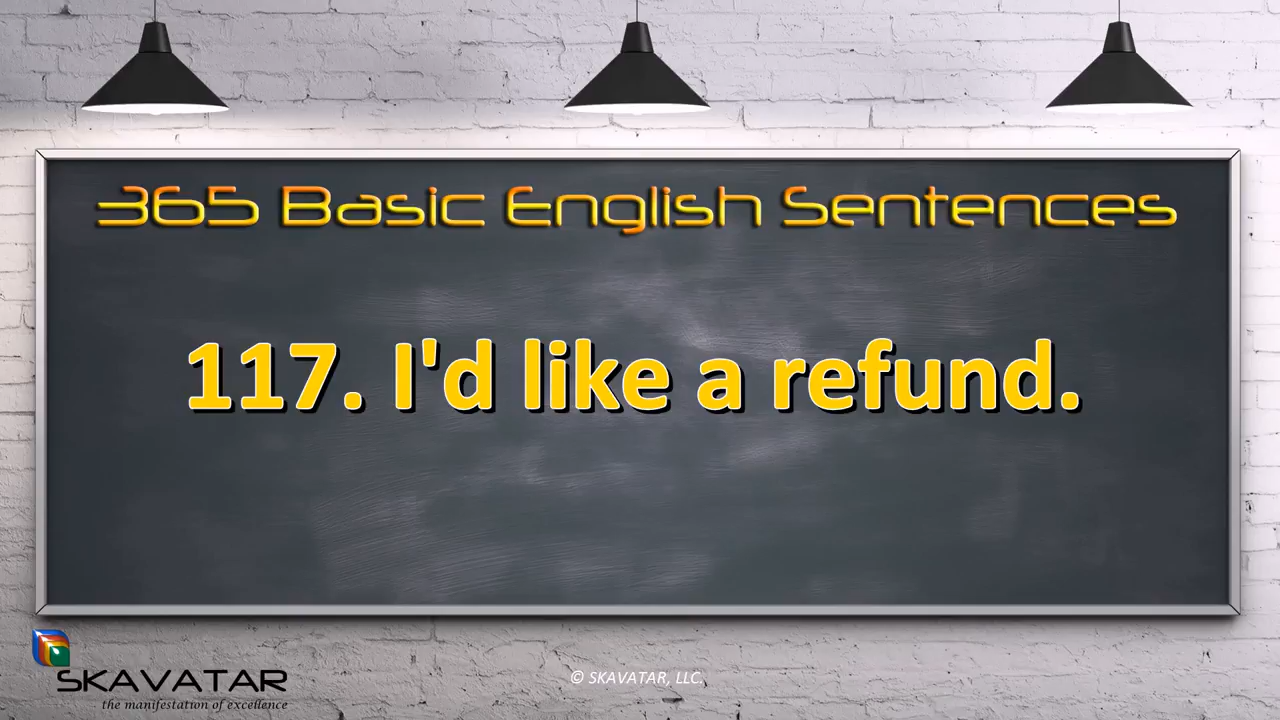 365 Basic English Sentences
117. I'd like a refund.
SKAVATAR
the manifestation of excellence
© SKAVATAR, LLC.